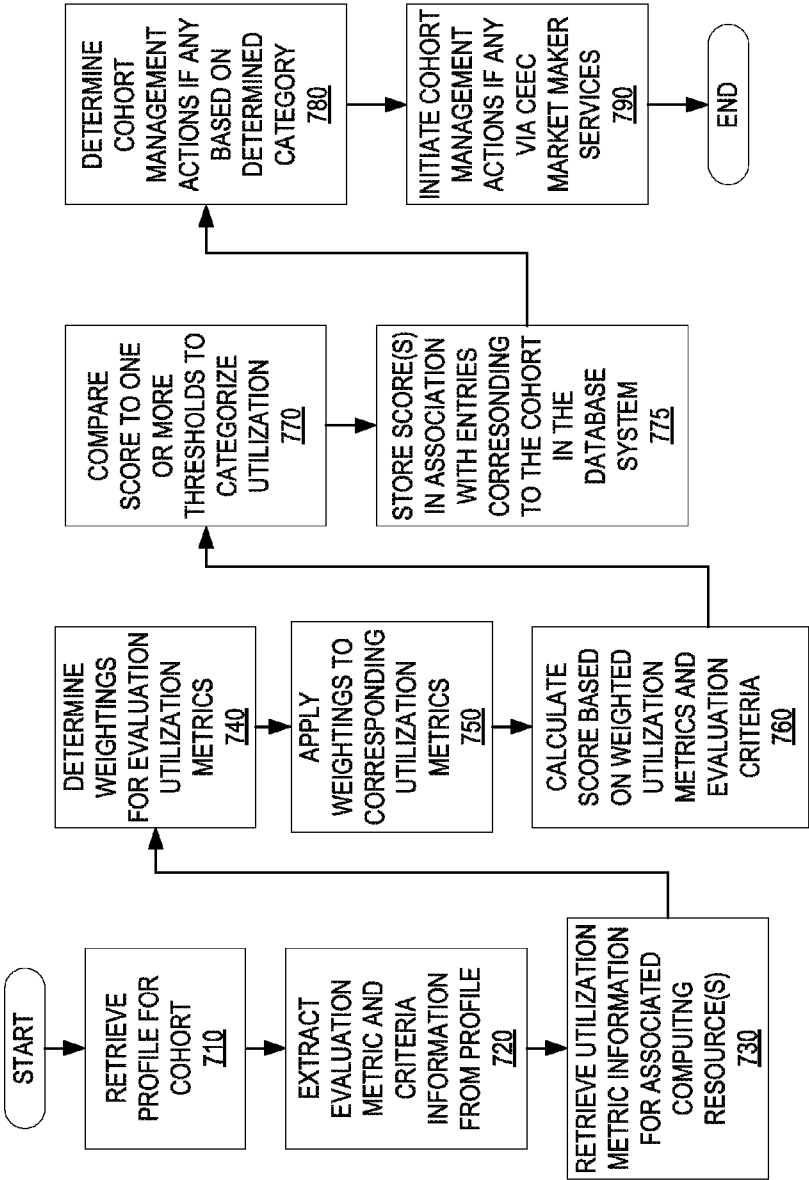 START
RETRIEVE
PROFILE FOR
COHORT
710
EXTRACT
EVALUATION
METRIC AND
CRITERIA
INFORMATION
FROM PROFILE
720
RETRIEVE UTILIZATION
METRIC INFORMATION
FOR ASSOCIATED
COMPUITNG
RESOURCE(S)
730
DETERMINE
WEIGHTINGS
FOR EVALUATION
UTILIZATION
METRICS
740
APPLY
WEIGHTINGS TO
CORRESPONDING
UTILIZATION
METRICS
750
CALCULATE
SCORE BASED
ON WEIGHTED
UTILIZATION
METRICS AND
EVALUATION
CRITERIA
760
COMPARE
SCORE TO ONE
OR MORE
THRESHOLDS TO
CATEGORIZE
UTILIZATION
770
STORE SCORE(S)
IN ASSOCIATION
WITH ENTRIES
CORRESONDING
TO THE COHORT
IN THE
DATABASE
SYSTEM
775
DETERMINE
COHORT
MANAGEMENT
ACTIONS IF ANY
BASED ON
DETERMINED
CATEGORY
780
INITIATE COHORT
MANAGEMENT
ACTIONS IF ANY
VIA CEEC
MARKET MAKER
SERVICES
790
END